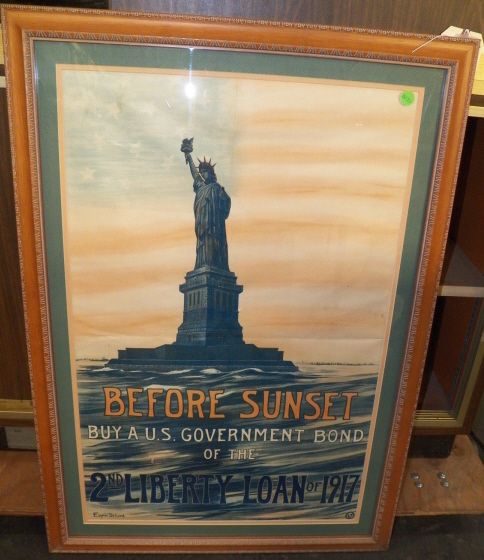 BEFORE SUNSET
BUY A U.S. GOVERNMENT BOND
OF THE
2ND LIBERTY LOAN OF 1917